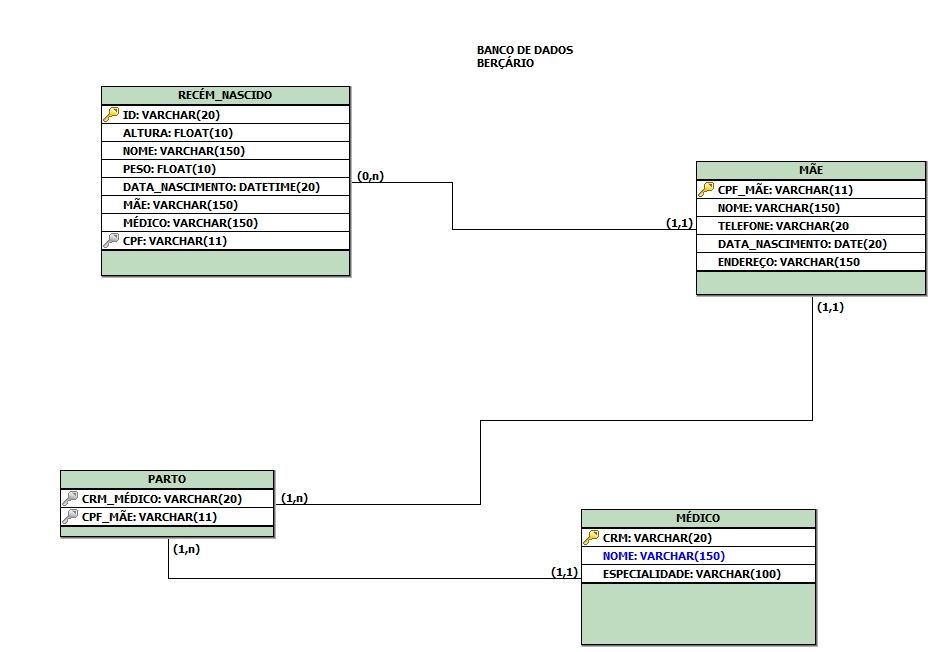 BANCO DE DADOS
BERÇÁRIO
RECÉM_NASCIDO
ID: VARCHAR(20)
ALTURA: FLOAT(10)
NOME: VARCHAR(150)
PESO: FLOAT(10)
DATA_NASCIMENTO: DATETIME(20)
MÃE: VARCHAR(150)
MÉDICO: VARCHAR(150)
CPF: VARCHAR(11)
(0,n)
(1,1)
MÃE
CPF_MÃE: VARCHAR(11)
NOME: VARCHAR(150)
TELEFONE: VARCHAR(20
DATA_NASCIMENTO: DATE(20)
ENDEREÇO: VARCHAR(150
(1,1)
PARTO
CRM_MÉDICO: VARCHAR(20)
CPF_MÃE: VARCHAR(11)
(1,n)
(1,n)
(1,1)
MÉDICO
CRM: VARCHAR(20)
NOME: VARCHAR(150)
ESPECIALIDADE: VARCHAR(100)